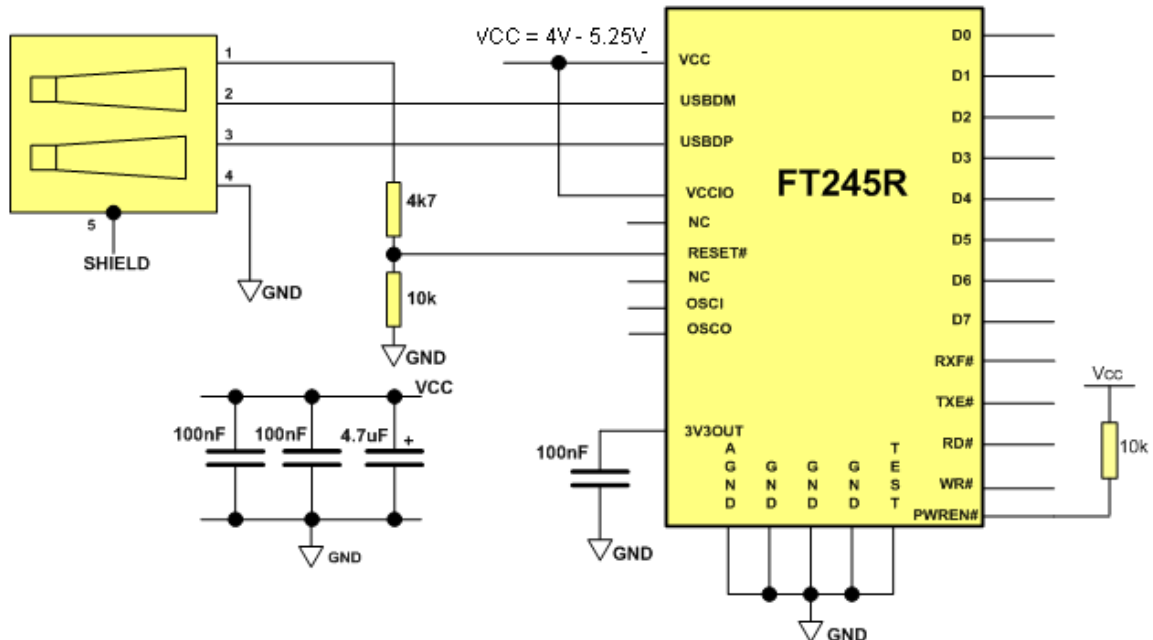 VCC = 4V - 5.25V
1
2
3
4
5
SHIELD
GND
4k7
10k
GND
VCC
100nF
100nF
4.7uF
+
GND
100nF
GND
FT245R
VCC
USBDM
USBDP
VCCIO
NC
RESET#
NC
OSCI
OSCO
3V3OUT
AGND
GND
GND
GND
TEST
GND
D0
D1
D2
D3
D4
D5
D6
D7
RXF#
TXE#
RD#
WR#
PWREN#
Vcc
10k